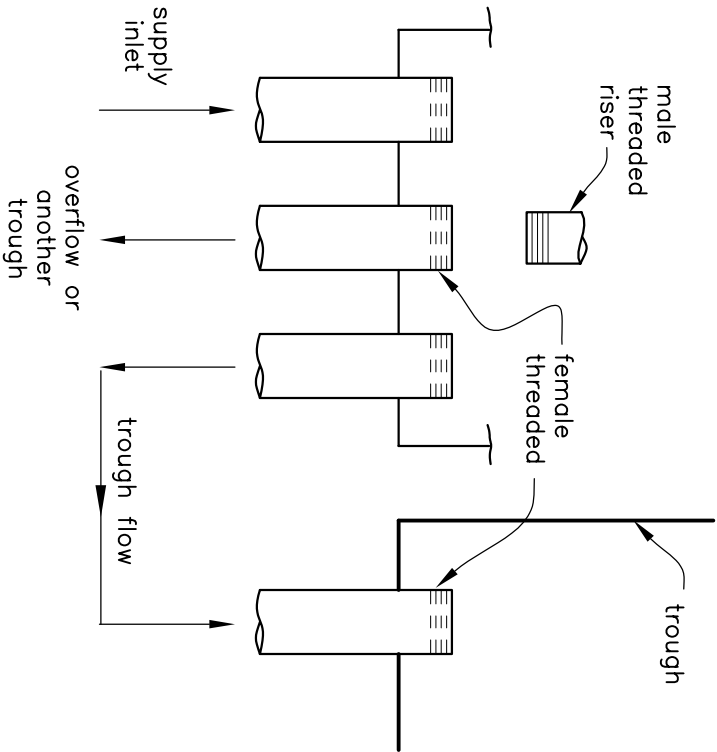 supply
inlet
overflow or
another
trough
trough flow
male
threaded
riser
female
threaded
trough